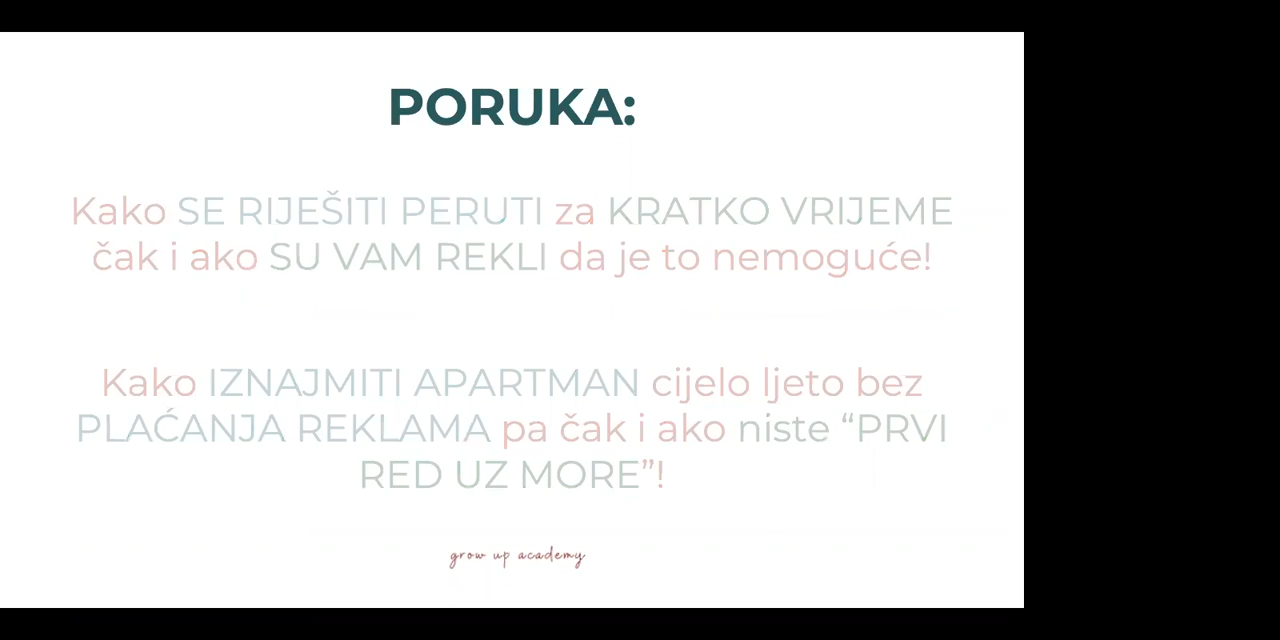 PORUKA:
Kako SE RIJEŠITI PERUTI za KRATKO VRIJEME
čak i ako SU VAM REKLI da je to nemoguće!
Kako IZNAJMITI APARTMAN cijelo ljeto bez
PLAĆANJA REKLAMA pa čak i ako niste “PRVI
RED UZ MORE”!
grow up academy